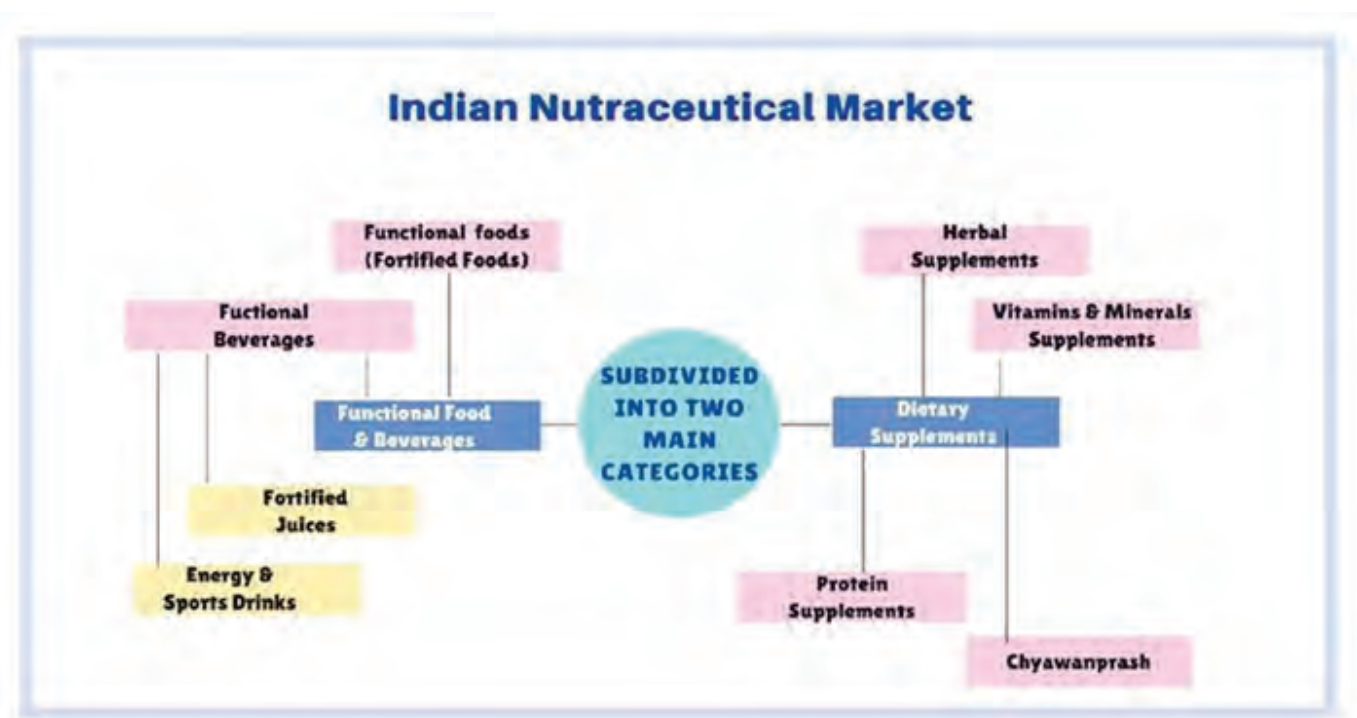 Indian Nutraceutical Market
Functional foods
(Fortified Foods)
Fuctional
Beverages
Functional Food
& Beverages
Fortified
Juices
Energy &
Sports Drinks
SUBDIVIDED
INTO TWO
MAIN
CATEGORIES
Herbal
Supplements
Vitamins & Minerals
Supplements
Dietary
Supplements
Protein
Supplements
Chyawanprash